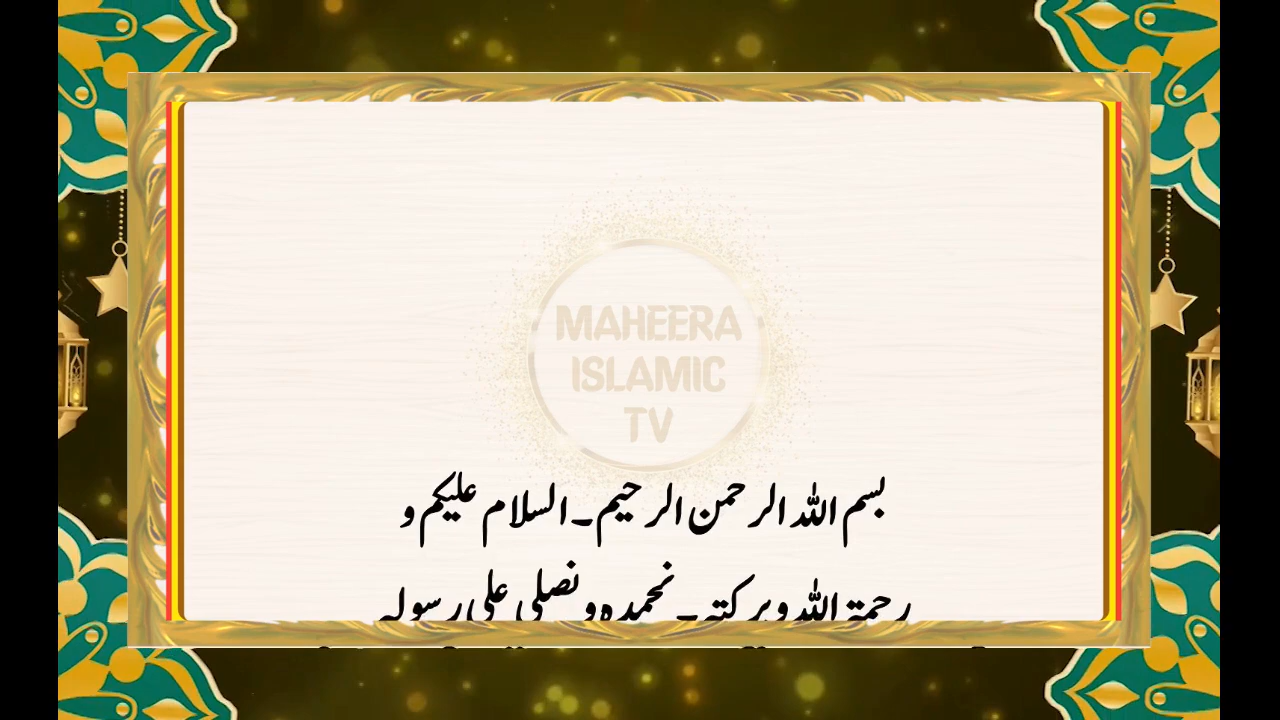 MAHEERA
ISLAMIC
TV
بسم اللہ الرحمن الرحیم۔السلام علیکم و
رحمۃ اللہ وبرکتہ۔ نحمدہ ونصلی علی رسولہ